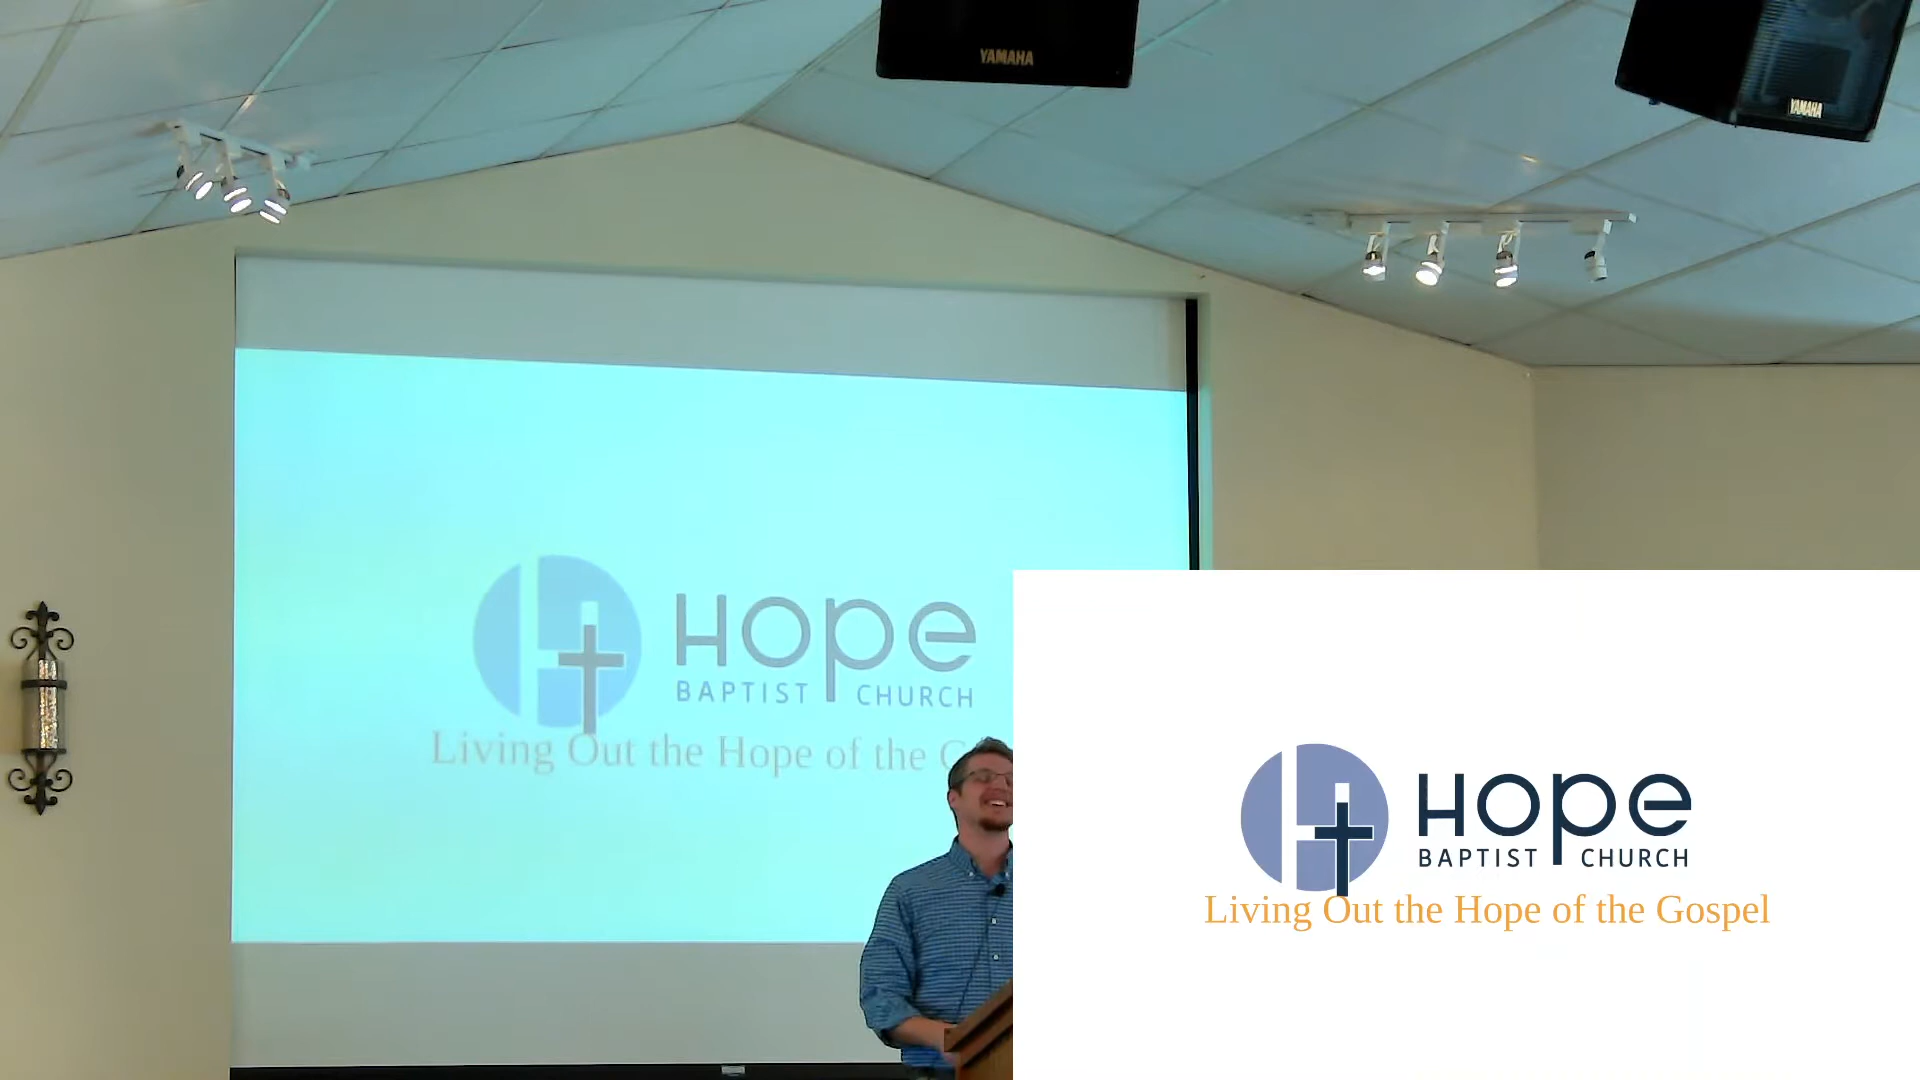 YAMAHA
YAMAHA
Hope
BAPTIST CHURCH
Living Out the Hope of the G
Hope
BAPTIST CHURCH
Living Out the Hope of the Gospel